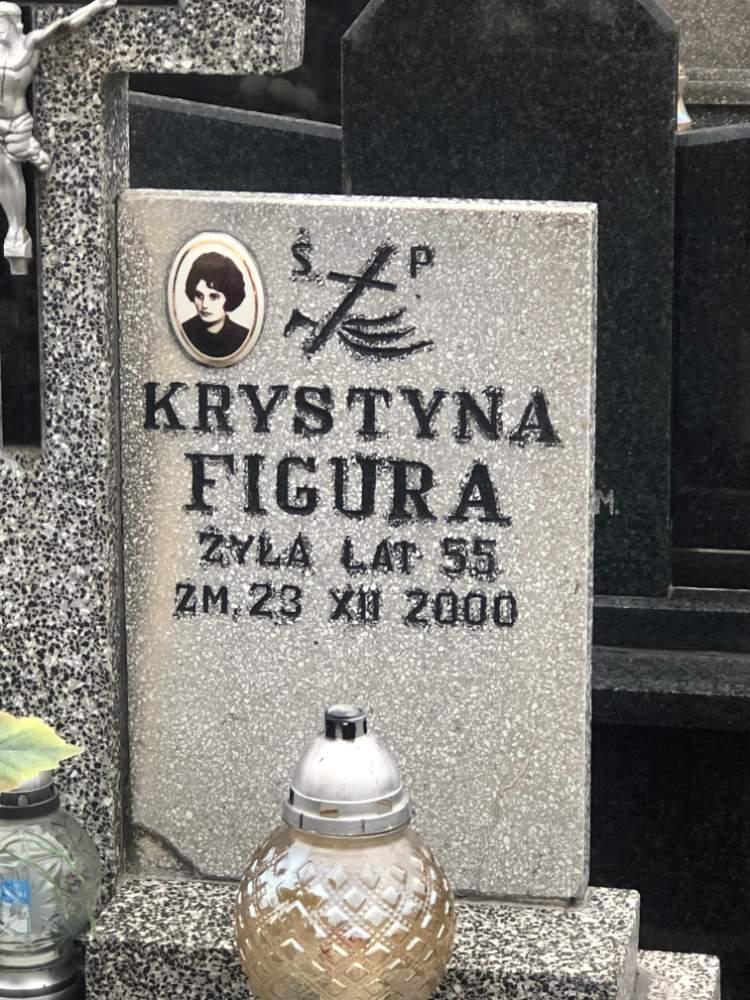 Ś P
KRYSTYNA
FIGURA
ŻYŁA LAT 55
ZM. 23 XII 2000
M.